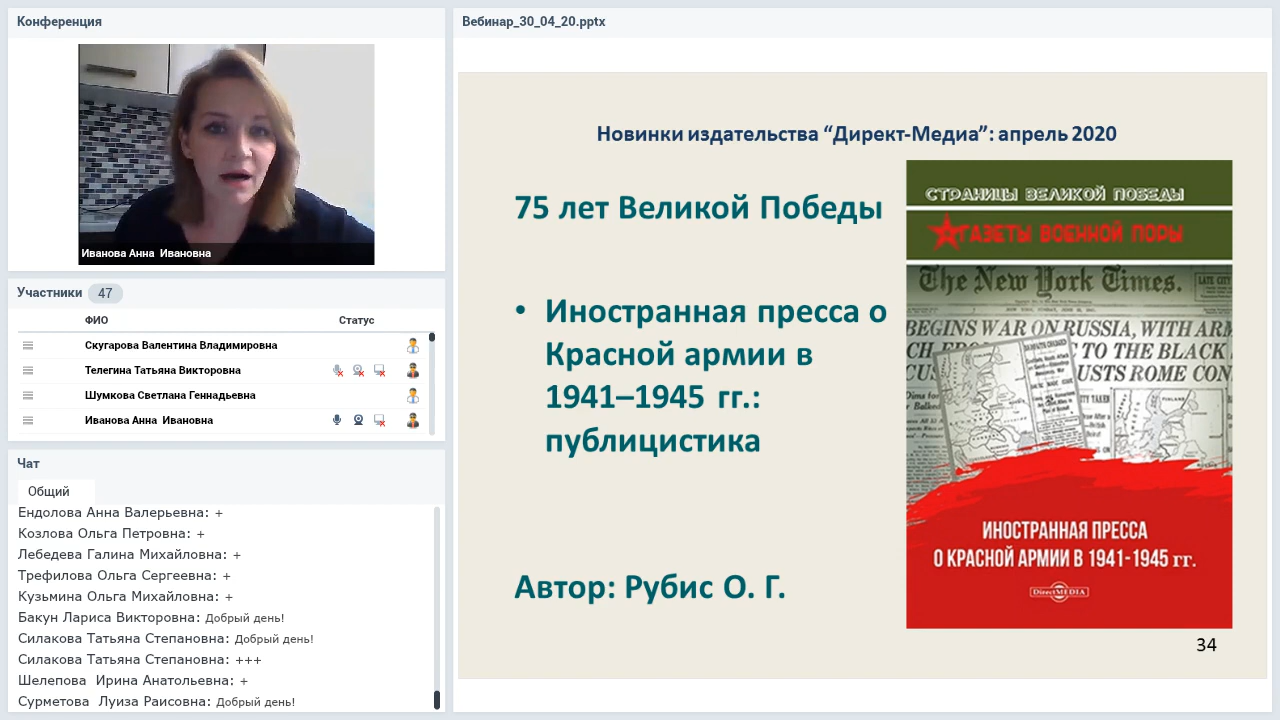 Конференция
Иванова Анна  Ивановна
Участники 47
ФИО Статус
Скугарова Валентина Владимировна
Телегина Татьяна Викторовна
Шумкова Светлана Геннадьевна
Иванова Анна  Ивановна
Чат
Общий
Ендолова Анна Валерьевна: +
Козлова Ольга Петровна: +
Лебедева Галина Михайловна: +
Трефилова Ольга Сергеевна: +
Кузьмина Ольга Михайловна: +
Бакун Лариса Викторовна: Добрый день!
Силакова Татьяна Степановна: Добрый день!
Силакова Татьяна Степановна: +++
Шелепова  Ирина Анатольевна: +
Сурметова  Луиза Раисовна: Добрый день!
Вебинар_30_04_20.pptx
Новинки издательства “Директ-Медиа”: апрель 2020
75 лет Великой Победы
• Иностранная пресса о
Красной армии в
1941–1945 гг.:
публицистика
Автор: Рубис О. Г.
СТРАНИЦЫ ВЕЛИКОЙ ПОБЕДЫ
ГАЗЕТЫ ВОЕННОЙ ПОРЫ
The New York Times.
LATE CITY
BEGINS WAR ON RUSSIA, WITH ARM
TO THE BLACK
USTS ROME CON
ИНОСТРАННАЯ ПРЕССА
О КРАСНОЙ АРМИИ В 1941-1945 гг.
DirectMEDIA
34